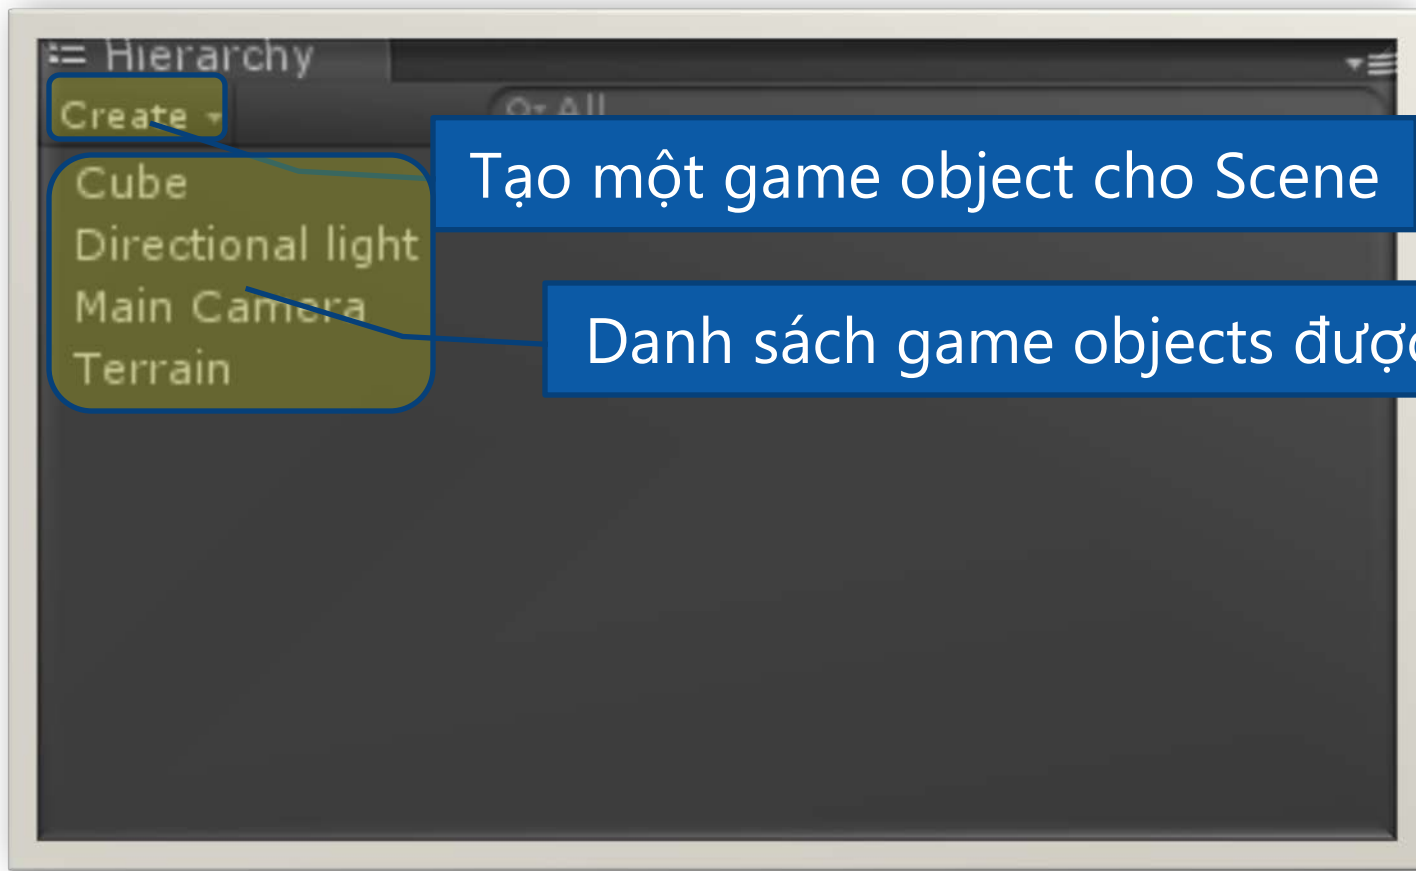 Hierarchy
Create
All
Tạo một game object cho Scene
Cube
Directional light
Main Camera
Danh sách game objects
Terrain